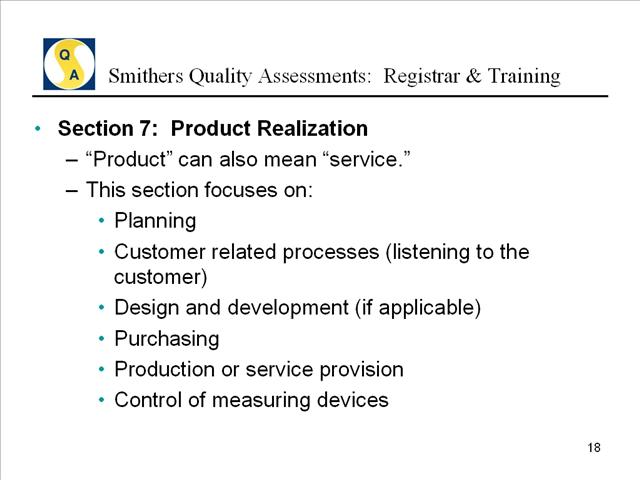 Q
A
Smithers Quality Assessments: Registrar & Training
• Section 7: Product Realization
– “Product” can also mean “service.”
– This section focuses on:
• Planning
• Customer related processes (listening to the
customer)
• Design and development (if applicable)
• Purchasing
• Production or service provision
• Control of measuring devices
18